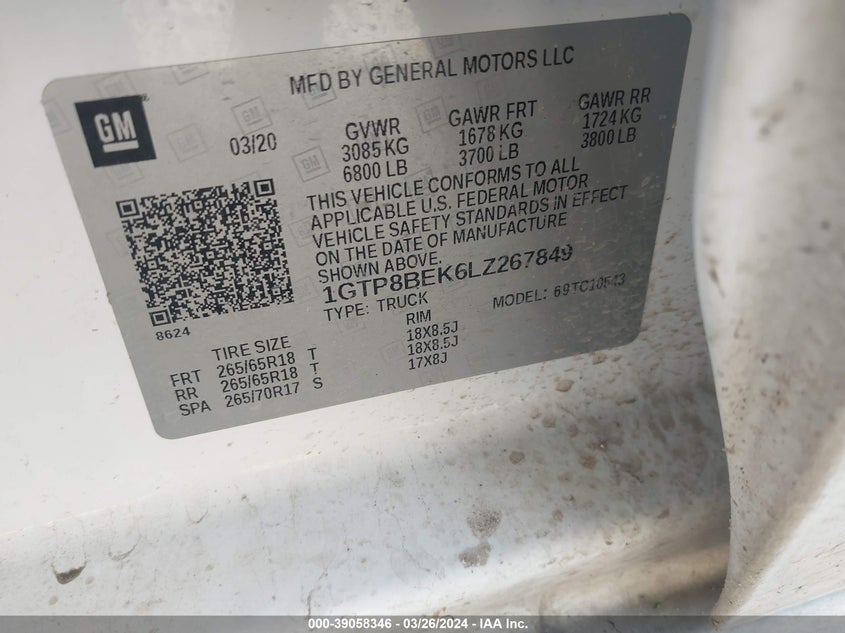 MFD BY GENERAL MOTORS LLC
GM
03/20
GVWR
3085 KG
6800 LB
GAWR FRT
1678 KG
3700 LB
GAWR RR
1724 KG
3800 LB
THIS VEHICLE CONFORMS TO ALL
APPLICABLE U.S. FEDERAL MOTOR
VEHICLE SAFETY STANDARDS IN EFFECT
ON THE DATE OF MANUFACTURE
SHOWN ABOVE.
1GTP8BEK6LZ267849
TYPE: TRUCK
MODEL: 69TC10543
8624
TIRE SIZE
RIM
FRT 265/65R18 T 18X8.5J
RR 265/65R18 T 18X8.5J
SPA 265/70R17 S 17X8J
000-39058346 - 03/26/2024 - IAA Inc.